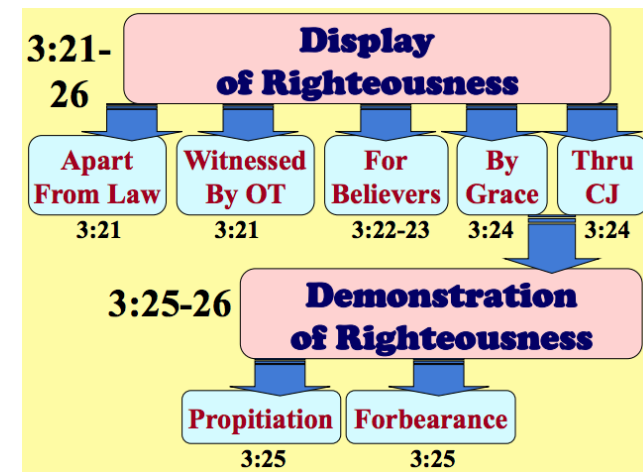 3:21-
26
Display
of Righteousness
Apart
From Law
3:21
Witnessed
By OT
3:21
For
Believers
3:22-23
By
Grace
3:24
Thru
CJ
3:24
3:25-26
Demonstration
of Righteousness
Propitiation
3:25
Forbearance
3:25